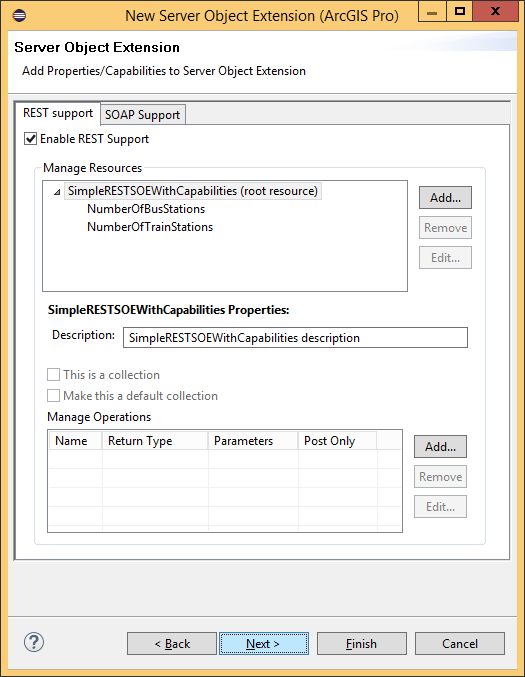 New Server Object Extension (ArcGIS Pro)
Server Object Extension
Add Properties/Capabilities to Server Object Extension
REST support SOAP Support
Enable REST Support
Manage Resources
SimpleRESTSOEWithCapabilities (root resource)
NumberOfBusStations
NumberOfTrainStations
Add...
Remove
Edit...
SimpleRESTSOEWithCapabilities Properties:
Description: SimpleRESTSOEWithCapabilities description
This is a collection
Make this a default collection
Manage Operations
Name Return Type Parameters Post Only
Add...
Remove
Edit...
? < Back Next > Finish Cancel